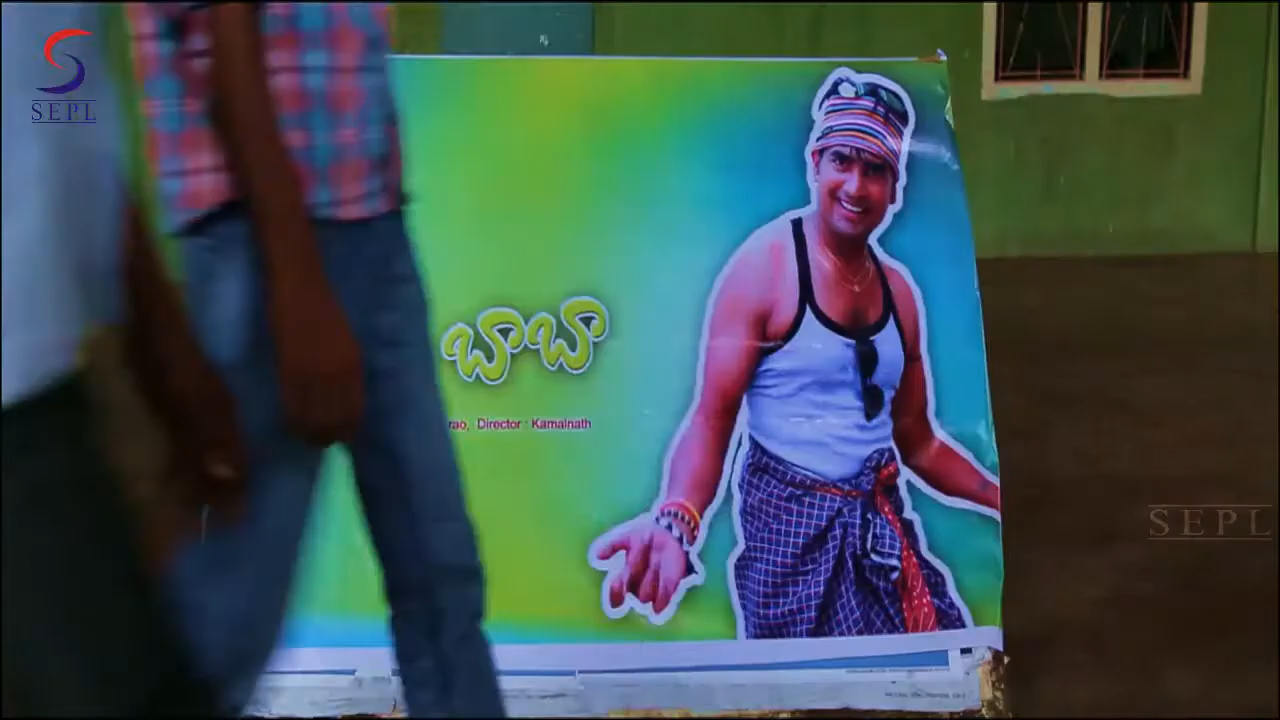 SEPL
బాబా
rao, Director : Kamalnath
SEPL